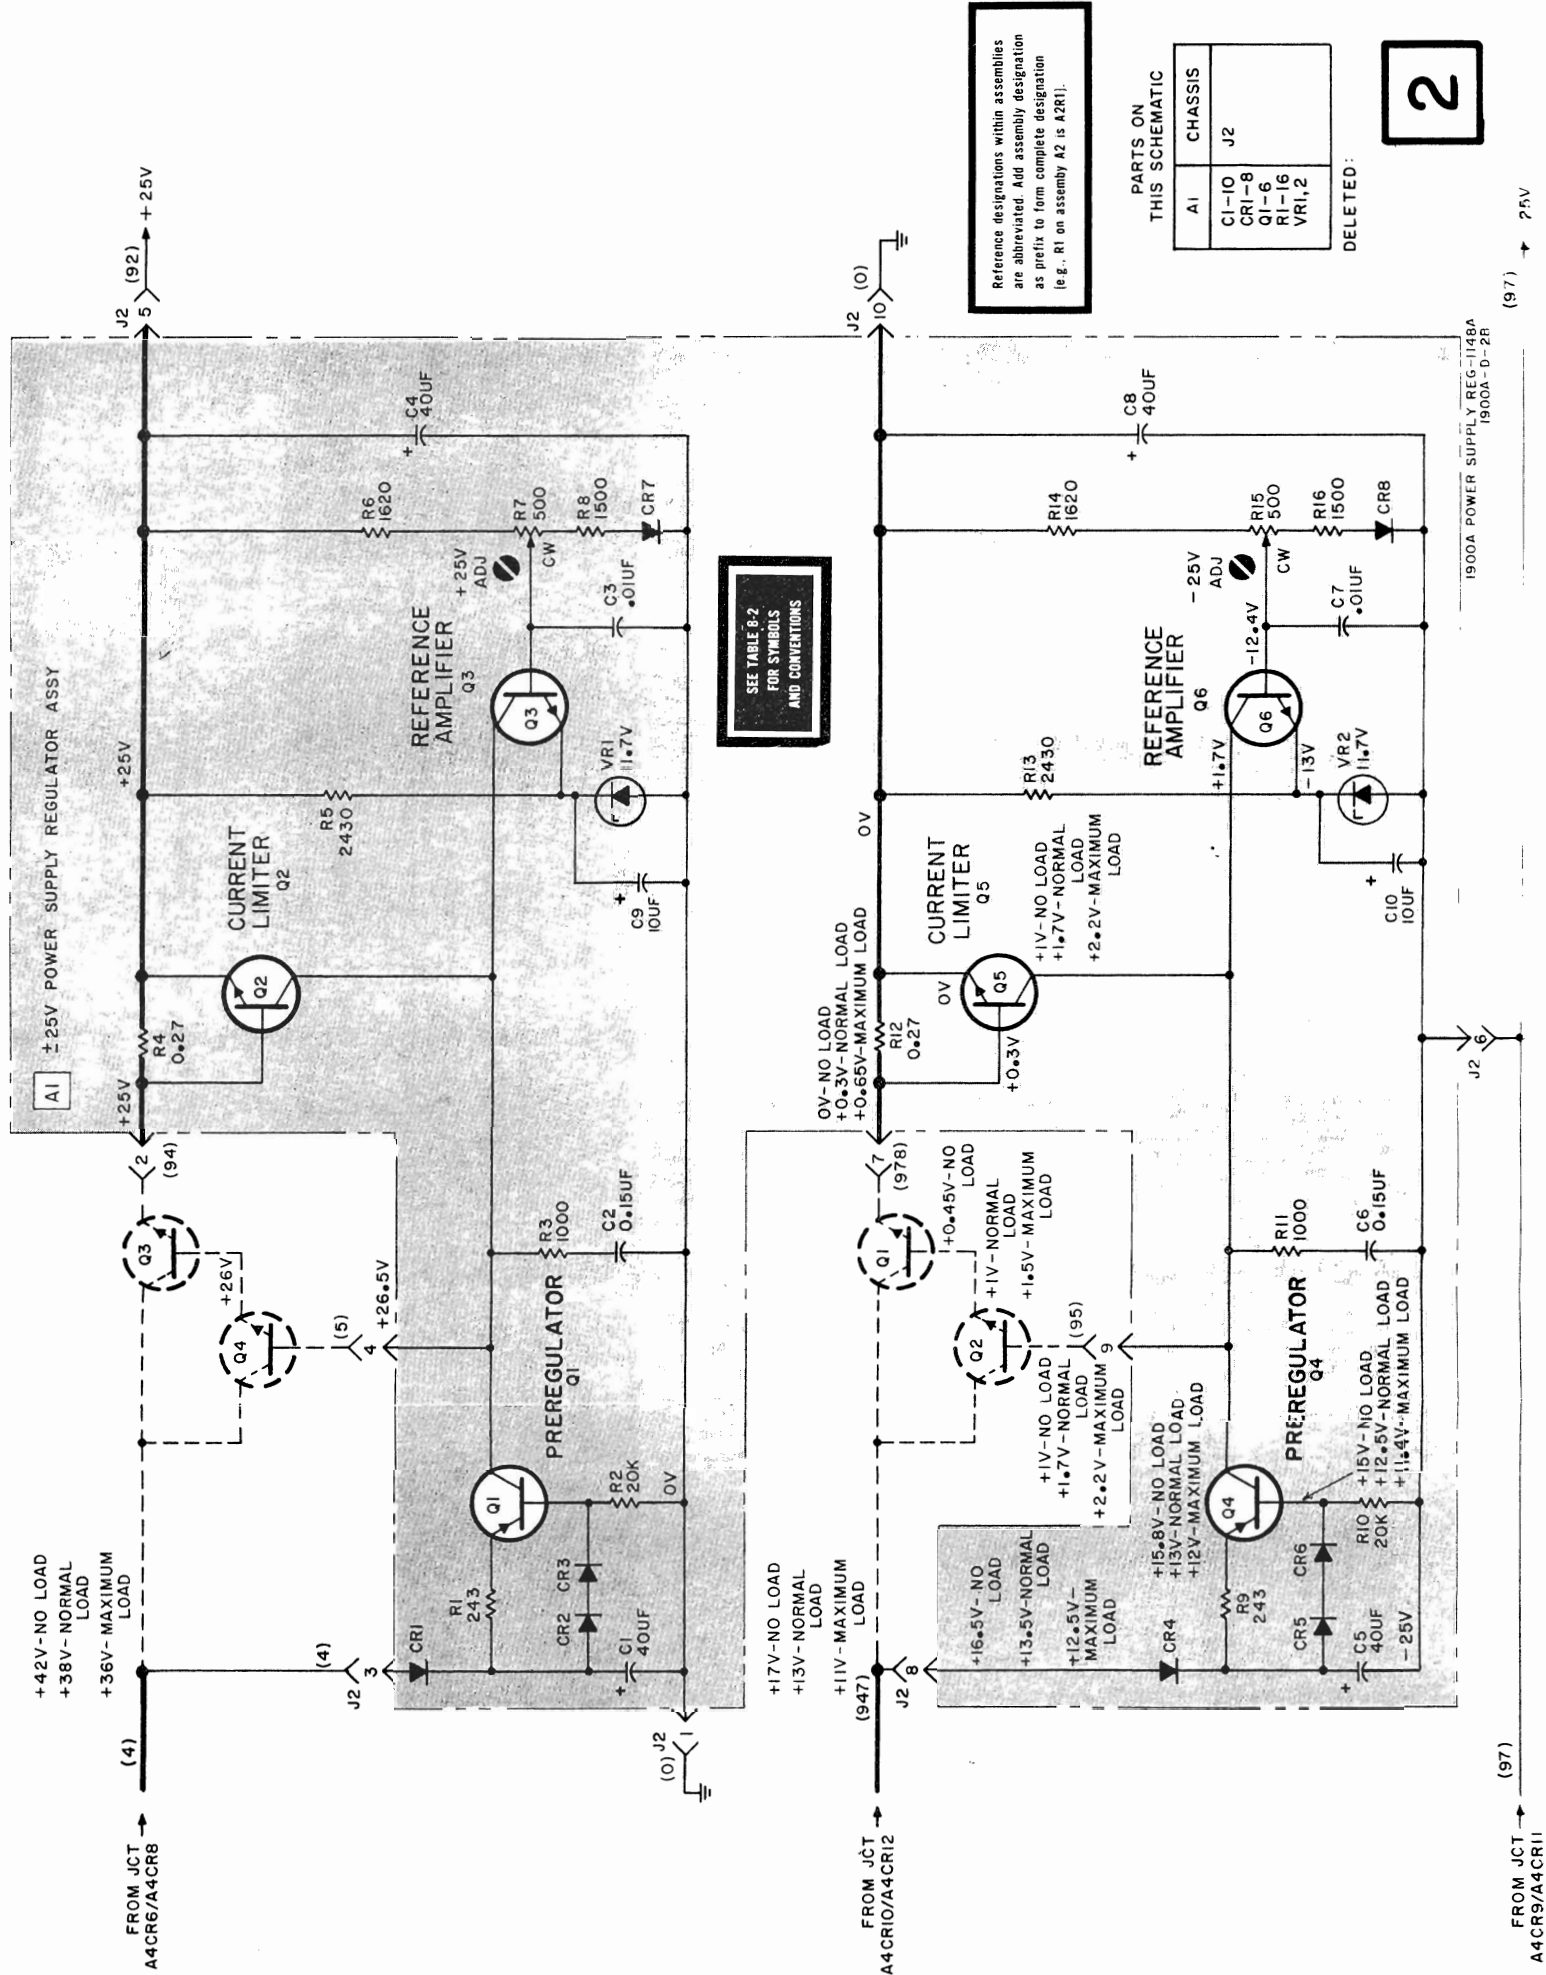 A1
±25V POWER SUPPLY REGULATOR ASSY
FROM JCT
A4CR6/A4CR8
(4)
+42V-NO LOAD
+38V-NORMAL
LOAD
+36V-MAXIMUM
LOAD
Q3
+26V
Q4
(5)
4
+26.5V
2
(94)
+25V
R4
0.27
CURRENT
LIMITER
Q2
Q2
+25V
R5
2430
REFERENCE
AMPLIFIER
Q3
Q3
+25V
ADJ
R6
1620
R7
500
CW
R8
1500
CR7
C4
+
40UF
J2
5
(92)
+25V
(4)
J2
3
CR1
R1
243
Q1
PREREGULATOR
Q1
CR2
CR3
R2
20K
0V
C1
+
40UF
R3
1000
C2
0.15UF
C9
+
10UF
VR1
11.7V
C3
.01UF
(0)
J2
1
SEE TABLE 8-2
FOR SYMBOLS
AND CONVENTIONS
FROM JCT
A4CR10/A4CR12
+17V-NO LOAD
+13V-NORMAL
LOAD
+11V-MAXIMUM
LOAD
(947)
J2
8
Q1
+0.45V-NO
LOAD
+1V-NORMAL
LOAD
+1.5V-MAXIMUM
LOAD
Q2
(95)
9
+1V-NO LOAD
+1.7V-NORMAL
LOAD
+2.2V-MAXIMUM
LOAD
7
(978)
0V-NO LOAD
+0.3V-NORMAL LOAD
+0.65V-MAXIMUM LOAD
R12
0.27
+0.3V
0V
Q5
CURRENT
LIMITER
Q5
+1V-NO LOAD
+1.7V-NORMAL
LOAD
+2.2V-MAXIMUM
LOAD
0V
R13
2430
REFERENCE
AMPLIFIER
Q6
+1.7V
Q6
-13V
-12.4V
-25V
ADJ
R14
1620
R15
500
CW
R16
1500
CR8
C8
+
40UF
J2
10
(0)
+16.5V-NO
LOAD
+13.5V-NORMAL
LOAD
+12.5V-
MAXIMUM
LOAD
CR4
R9
243
+15.8V-NO LOAD
+13V-NORMAL LOAD
+12V-MAXIMUM LOAD
Q4
PREREGULATOR
Q4
CR5
CR6
R10
20K
+15V-NO LOAD
+12.5V-NORMAL LOAD
+11.4V-MAXIMUM LOAD
C5
+
40UF
-25V
R11
1000
C6
0.15UF
C10
+
10UF
VR2
11.7V
C7
.01UF
J2
6
1900A POWER SUPPLY REG-1148A
1900A-D-2B
FROM JCT
A4CR9/A4CR11
(97)
(97)
25V
Reference designations within assemblies
are abbreviated. Add assembly designation
as prefix to form complete designation
(e.g., R1 on assemby A2 is A2R1).
PARTS ON
THIS SCHEMATIC
A1
CHASSIS
C1-10
CR1-8
Q1-6
R1-16
VR1,2
J2
DELETED:
2